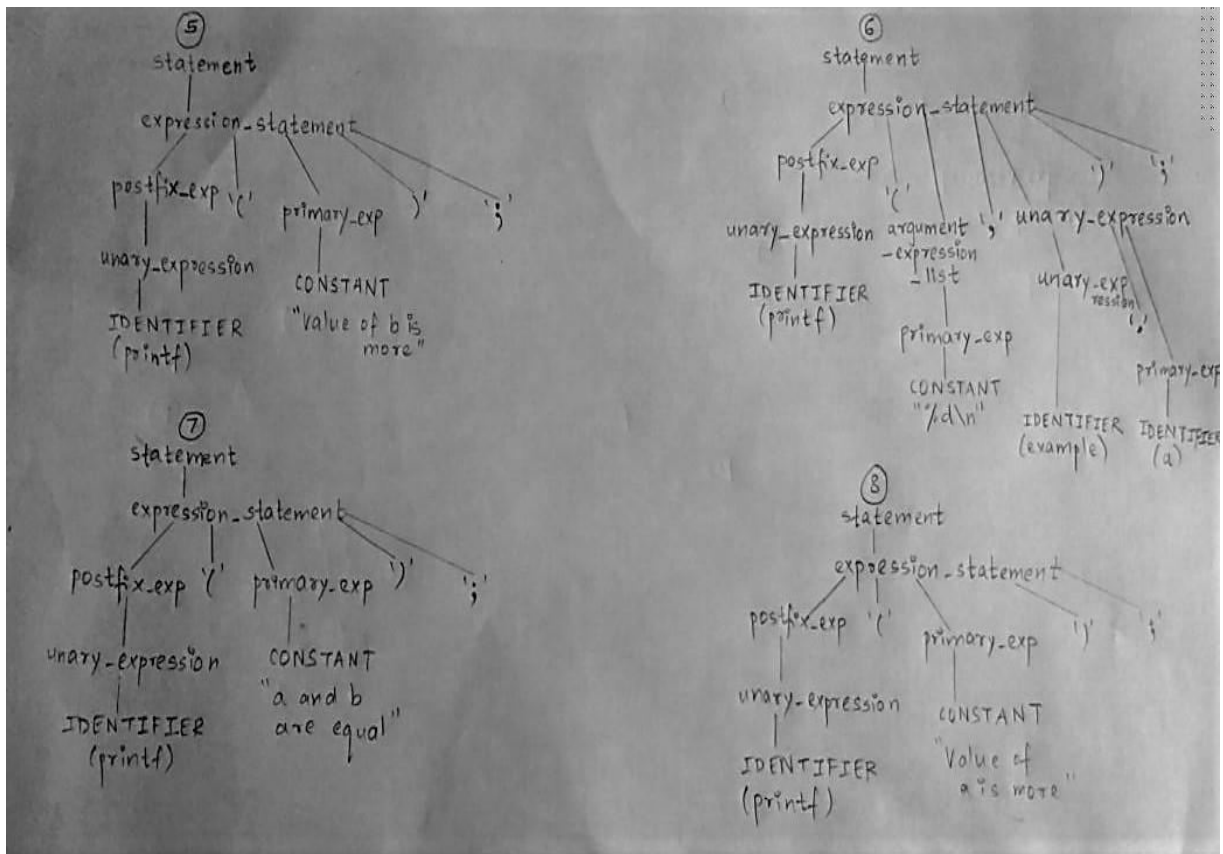 5
statement
expression_statement
postfix_exp '(' primary_exp ')' ';'
unary_expression
CONSTANT
IDENTIFIER
(printf)
"value of b is
more"
6
statement
expression_statement
postfix_exp '(' ')' ';'
unary_expression argument
-expression
-list ',' unary_expression
IDENTIFIER
(printf)
unary_exp
ression
'.'
primary_exp
primary_exp
CONSTANT
"%d\n"
IDENTIFIER
(example)
IDENTIFIER
(a)
7
statement
expression_statement
postfix_exp '(' primary_exp ')' ';'
unary_expression CONSTANT
"a and b
are equal"
IDENTIFIER
(printf)
8
statement
expression_statement
postfix_exp '(' primary_exp ')' ';'
unary_expression CONSTANT
IDENTIFIER
(printf)
"Value of
a is more"